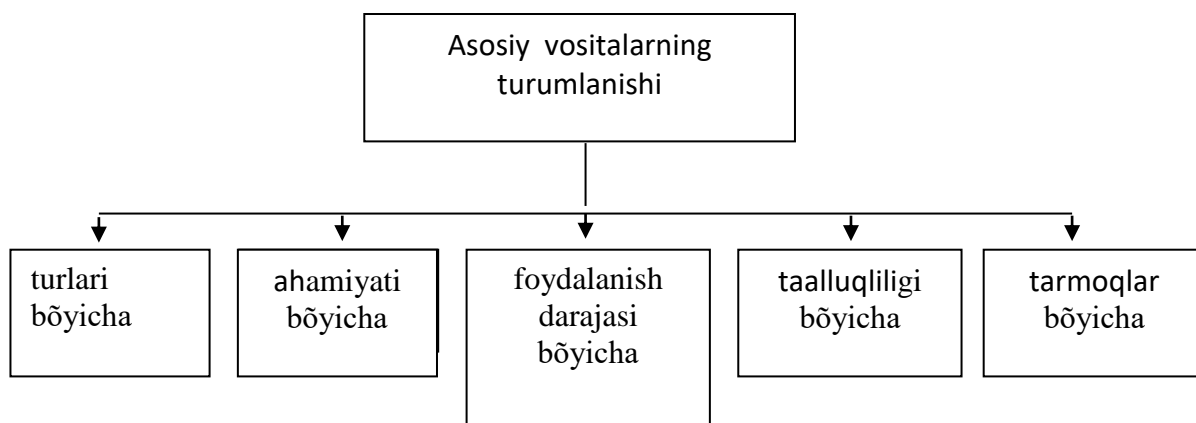 Asosiy vositalarning
turumlanishi
turlari
bõyicha
ahamiyati
bõyicha
foydalanish
darajasi
bõyicha
taalluqliligi
bõyicha
tarmoqlar
bõyicha